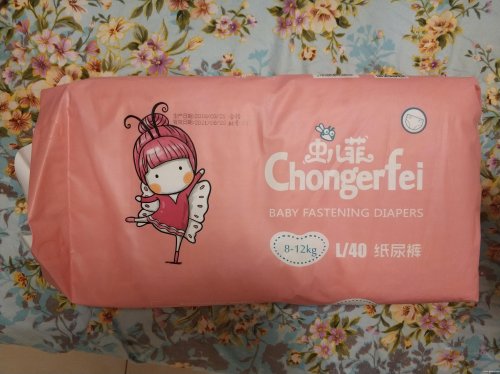 虫儿菲
Chongerfei
BABY FASTENING DIAPERS
8-12kg
L/40 纸尿裤